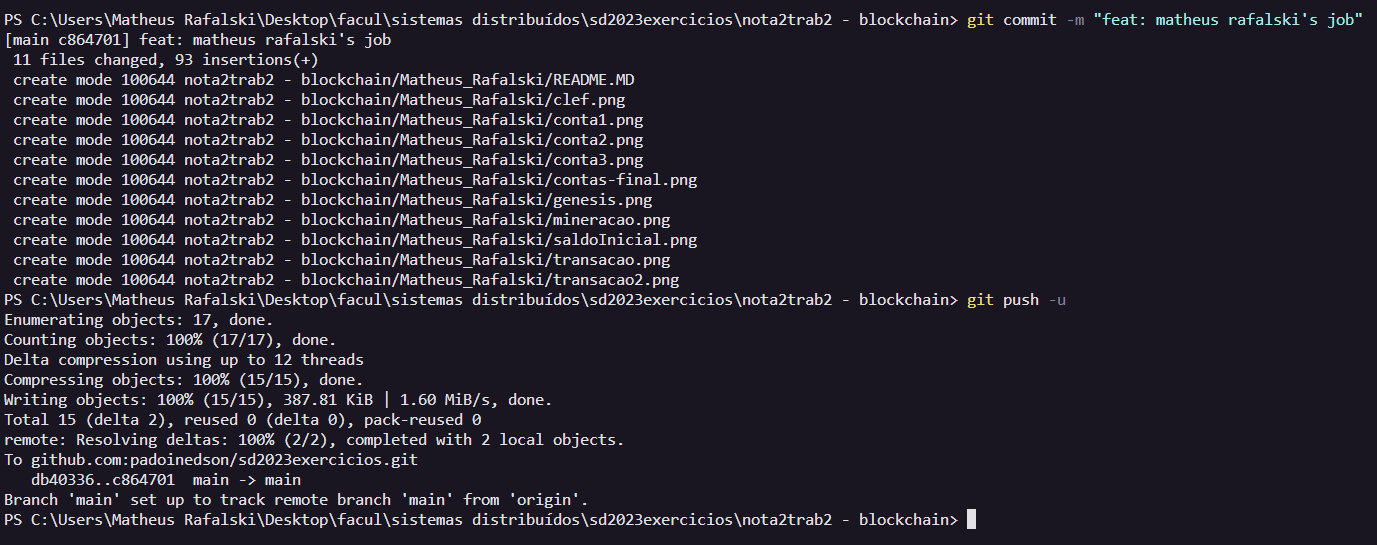 PS C:\Users\Matheus Rafalski\Desktop\facul\sistemas distribuídos\sd2023exercicios\nota2trab2 - blockchain> git commit -m "feat: matheus rafalski's job"
[main c864701] feat: matheus rafalski's job
 11 files changed, 93 insertions(+)
 create mode 100644 nota2trab2 - blockchain/Matheus_Rafalski/README.MD
 create mode 100644 nota2trab2 - blockchain/Matheus_Rafalski/clef.png
 create mode 100644 nota2trab2 - blockchain/Matheus_Rafalski/conta1.png
 create mode 100644 nota2trab2 - blockchain/Matheus_Rafalski/conta2.png
 create mode 100644 nota2trab2 - blockchain/Matheus_Rafalski/conta3.png
 create mode 100644 nota2trab2 - blockchain/Matheus_Rafalski/contas-final.png
 create mode 100644 nota2trab2 - blockchain/Matheus_Rafalski/genesis.png
 create mode 100644 nota2trab2 - blockchain/Matheus_Rafalski/mineracao.png
 create mode 100644 nota2trab2 - blockchain/Matheus_Rafalski/saldoInicial.png
 create mode 100644 nota2trab2 - blockchain/Matheus_Rafalski/transacao.png
 create mode 100644 nota2trab2 - blockchain/Matheus_Rafalski/transacao2.png
PS C:\Users\Matheus Rafalski\Desktop\facul\sistemas distribuídos\sd2023exercicios\nota2trab2 - blockchain> git push -u
Enumerating objects: 17, done.
Counting objects: 100% (17/17), done.
Delta compression using up to 12 threads
Compressing objects: 100% (15/15), done.
Writing objects: 100% (15/15), 387.81 KiB | 1.60 MiB/s, done.
Total 15 (delta 2), reused 0 (delta 0), pack-reused 0
remote: Resolving deltas: 100% (2/2), completed with 2 local objects.
To github.com:padoinedson/sd2023exercicios.git
   db40336..c864701  main -> main
Branch 'main' set up to track remote branch 'main' from 'origin'.
PS C:\Users\Matheus Rafalski\Desktop\facul\sistemas distribuídos\sd2023exercicios\nota2trab2 - blockchain>